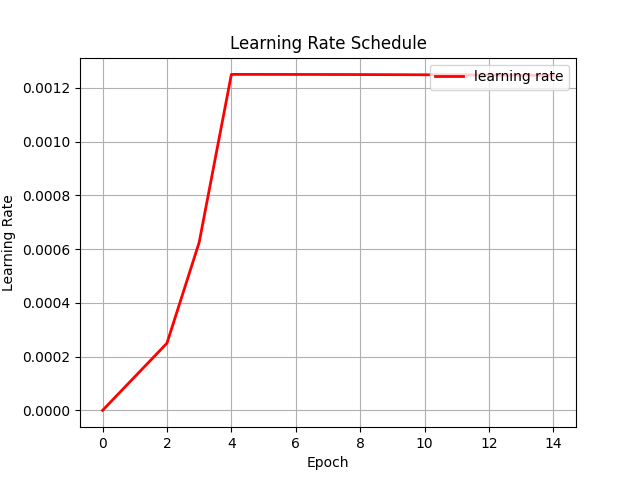 Learning Rate Schedule
learning rate
0.0012
0.0010
0.0008
0.0006
0.0004
0.0002
0.0000
Learning Rate
0 2 4 6 8 10 12 14
Epoch